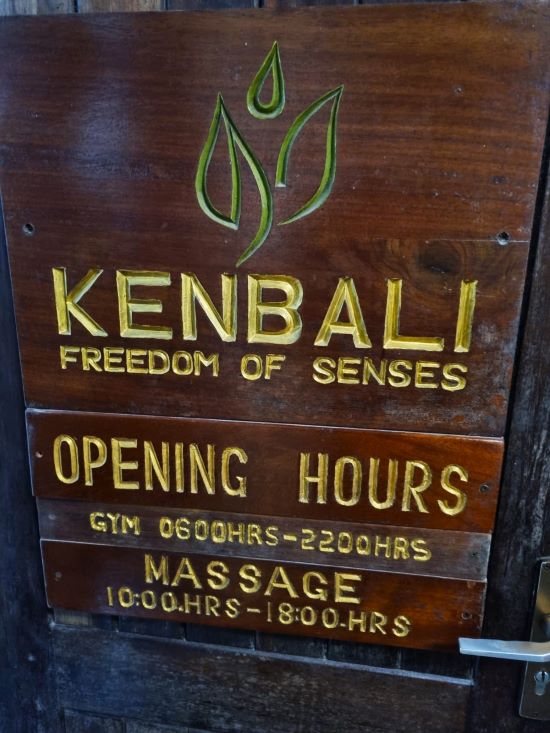 KENBALI
FREEDOM OF SENSES
OPENING HOURS
GYM 0600HRS-2200HRS
MASSAGE
10:00.HRS-18:00.HRS